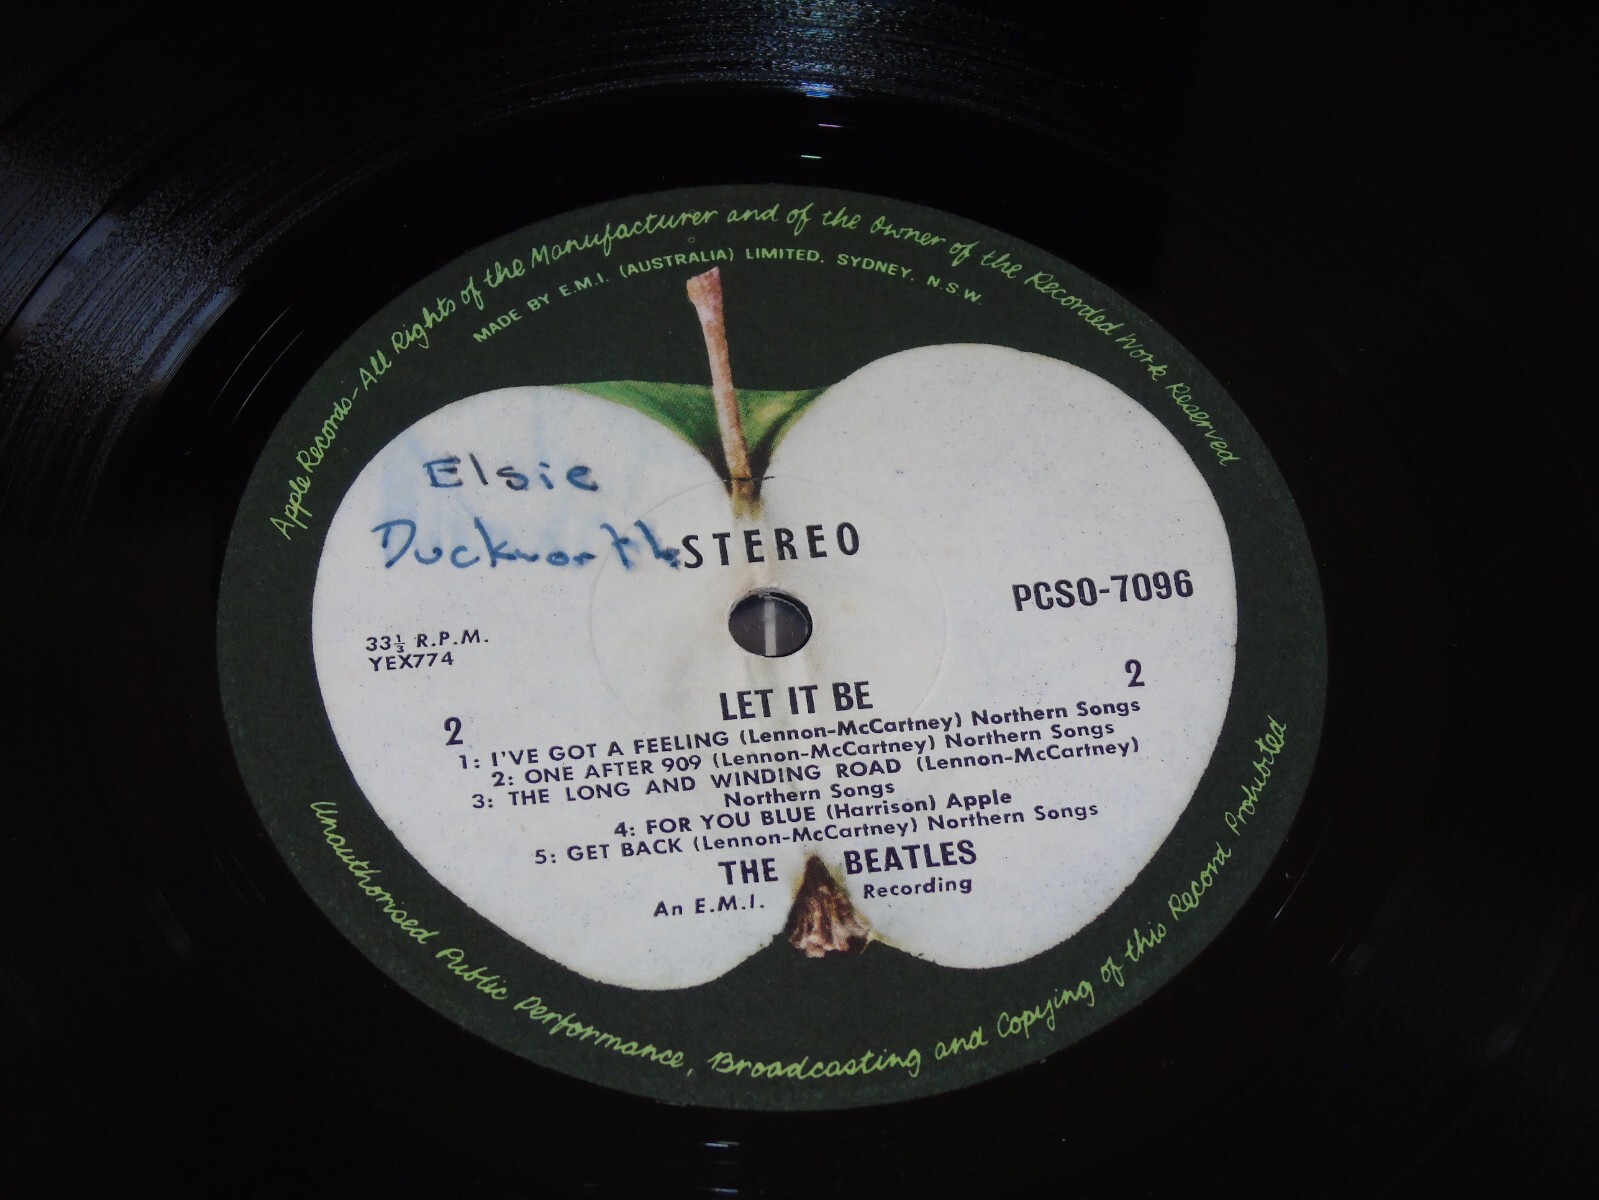 Apple Records-All Rights of the Manufacturer and of the Owner of the Recorded Work Reserved
MADE BY E.M.I. (AUSTRALIA) LIMITED. SYDNEY. N.S.W.
Elsie
Duckworth
STEREO
PCSO-7096
33⅓ R.P.M.
YEX774
LET IT BE
2 2
1: I'VE GOT A FEELING (Lennon-McCartney) Northern Songs
2: ONE AFTER 909 (Lennon-McCartney) Northern Songs
3: THE LONG AND WINDING ROAD (Lennon-McCartney)
Northern Songs
4: FOR YOU BLUE (Harrison) Apple
5: GET BACK (Lennon-McCartney) Northern Songs
THE BEATLES
An E.M.I. Recording
Unauthorised Public Performance, Broadcasting and Copying of this Record Prohibited